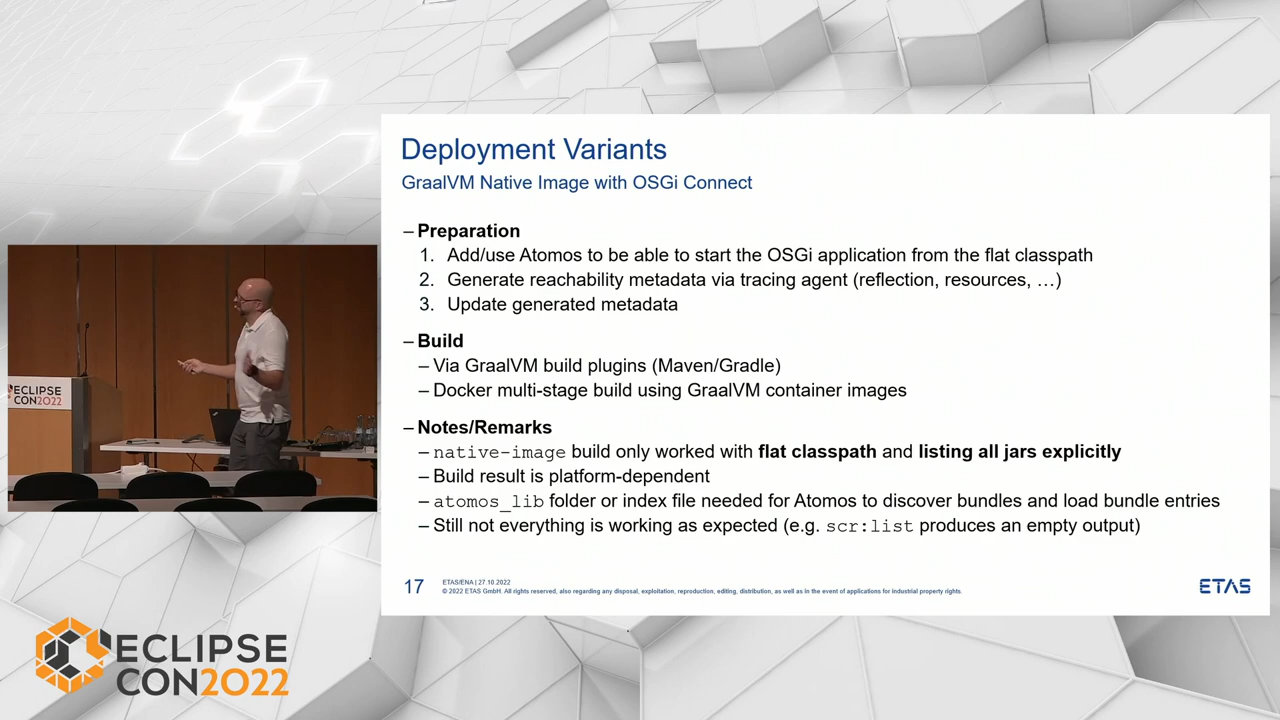 Deployment Variants
GraalVM Native Image with OSGi Connect
– Preparation
1. Add/use Atomos to be able to start the OSGi application from the flat classpath
2. Generate reachability metadata via tracing agent (reflection, resources, …)
3. Update generated metadata
– Build
– Via GraalVM build plugins (Maven/Gradle)
– Docker multi-stage build using GraalVM container images
– Notes/Remarks
– native-image build only worked with flat classpath and listing all jars explicitly
– Build result is platform-dependent
– atomos_lib folder or index file needed for Atomos to discover bundles and load bundle entries
– Still not everything is working as expected (e.g. scr:list produces an empty output)
17
ETAS/ENA | 27.10.2022
© 2022 ETAS GmbH. All rights reserved, also regarding any disposal, exploitation, reproduction, editing, distribution, as well as in the event of applications for industrial property rights.
ETAS
ECLIPSE
CON2022
ECLIPSE
CON2022